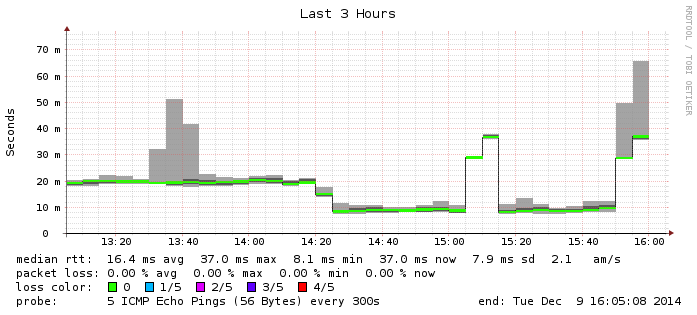 Last 3 Hours
RRDTOOL / TOBI OETIKER
Seconds
70 m
60 m
50 m
40 m
30 m
20 m
10 m
0
13:20 13:40 14:00 14:20 14:40 15:00 15:20 15:40 16:00
median rtt: 16.4 ms avg 37.0 ms max 8.1 ms min 37.0 ms now 7.9 ms sd 2.1 am/s
packet loss: 0.00 % avg 0.00 % max 0.00 % min 0.00 % now
loss color: 0 1/5 2/5 3/5 4/5
probe: 5 ICMP Echo Pings (56 Bytes) every 300s end: Tue Dec 9 16:05:08 2014